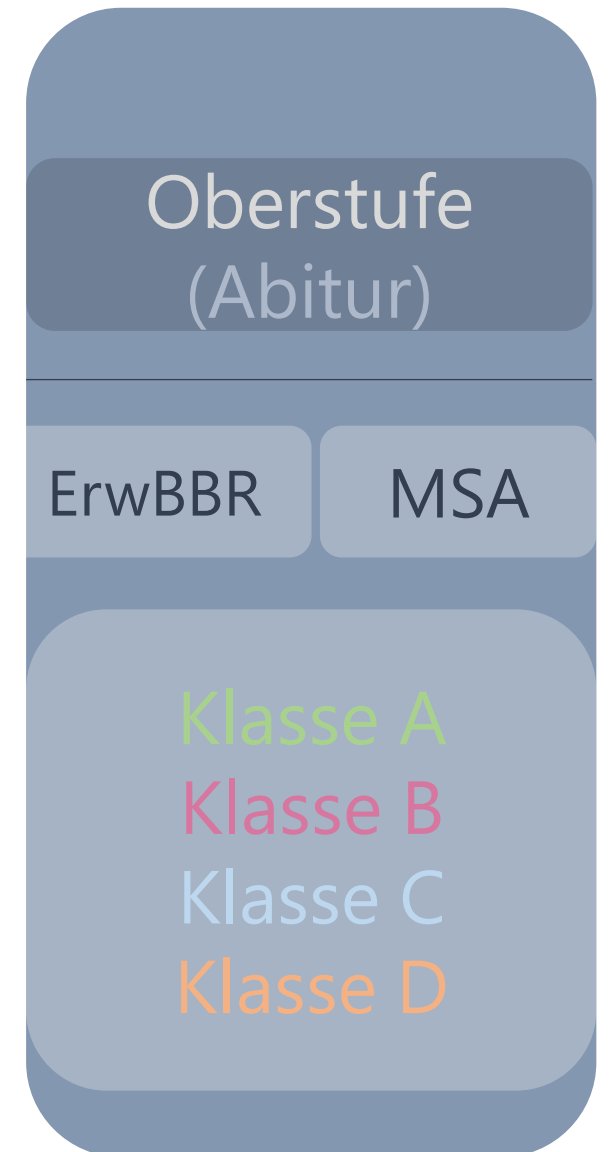 Oberstufe
(Abitur)
ErwBBR
MSA
Klasse A
Klasse B
Klasse C
Klasse D